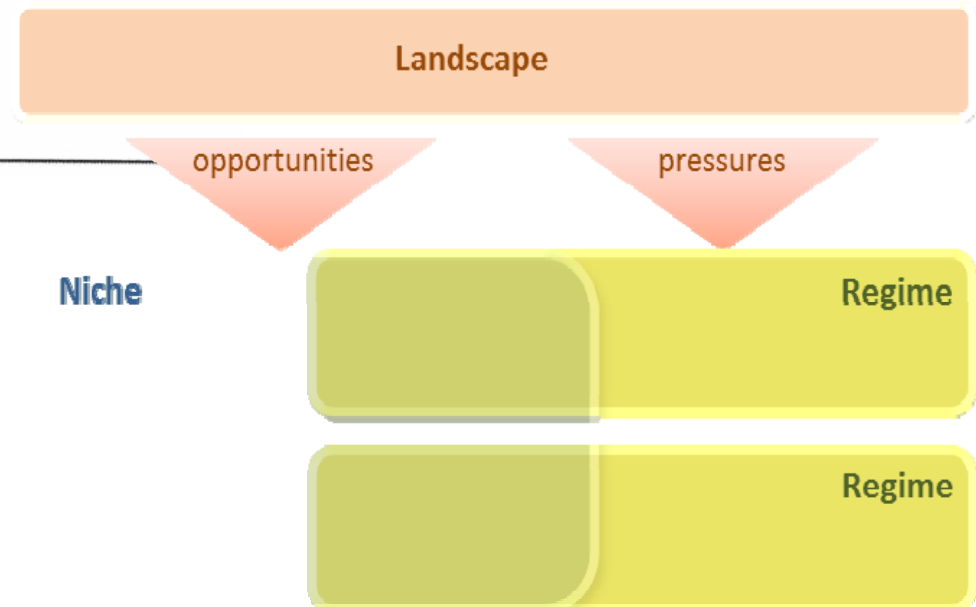 Landscape
opportunities
pressures
Niche
Regime
Regime